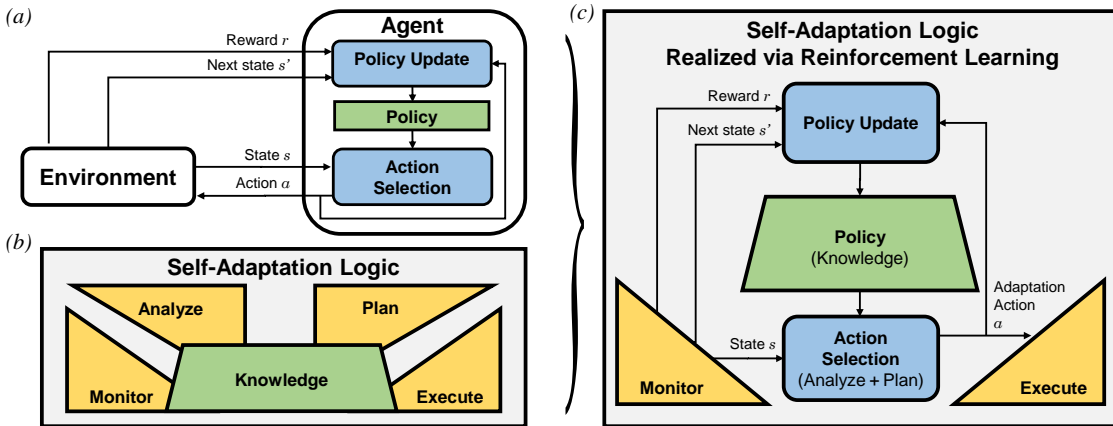 (a)
Agent
Reward r
Policy Update
Next state s’
Policy
State s
Environment
Action a
Action
Selection
(b)
Self-Adaptation Logic
Analyze
Plan
Knowledge
Monitor
Execute
(c)
Self-Adaptation Logic
Realized via Reinforcement Learning
Reward r
Policy Update
Next state s’
Policy
(Knowledge)
Adaptation
Action
a
State s
Action
Selection
(Analyze + Plan)
Monitor
Execute